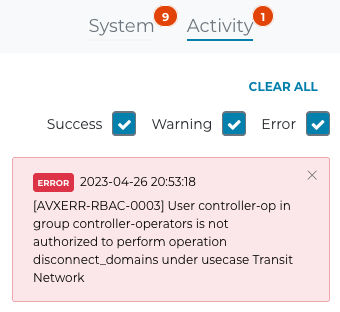 System 9 Activity 1
CLEAR ALL
Success Warning Error
ERROR 2023-04-26 20:53:18
[AVXERR-RBAC-0003] User controller-op in
group controller-operators is not
authorized to perform operation
disconnect_domains under usecase Transit
Network